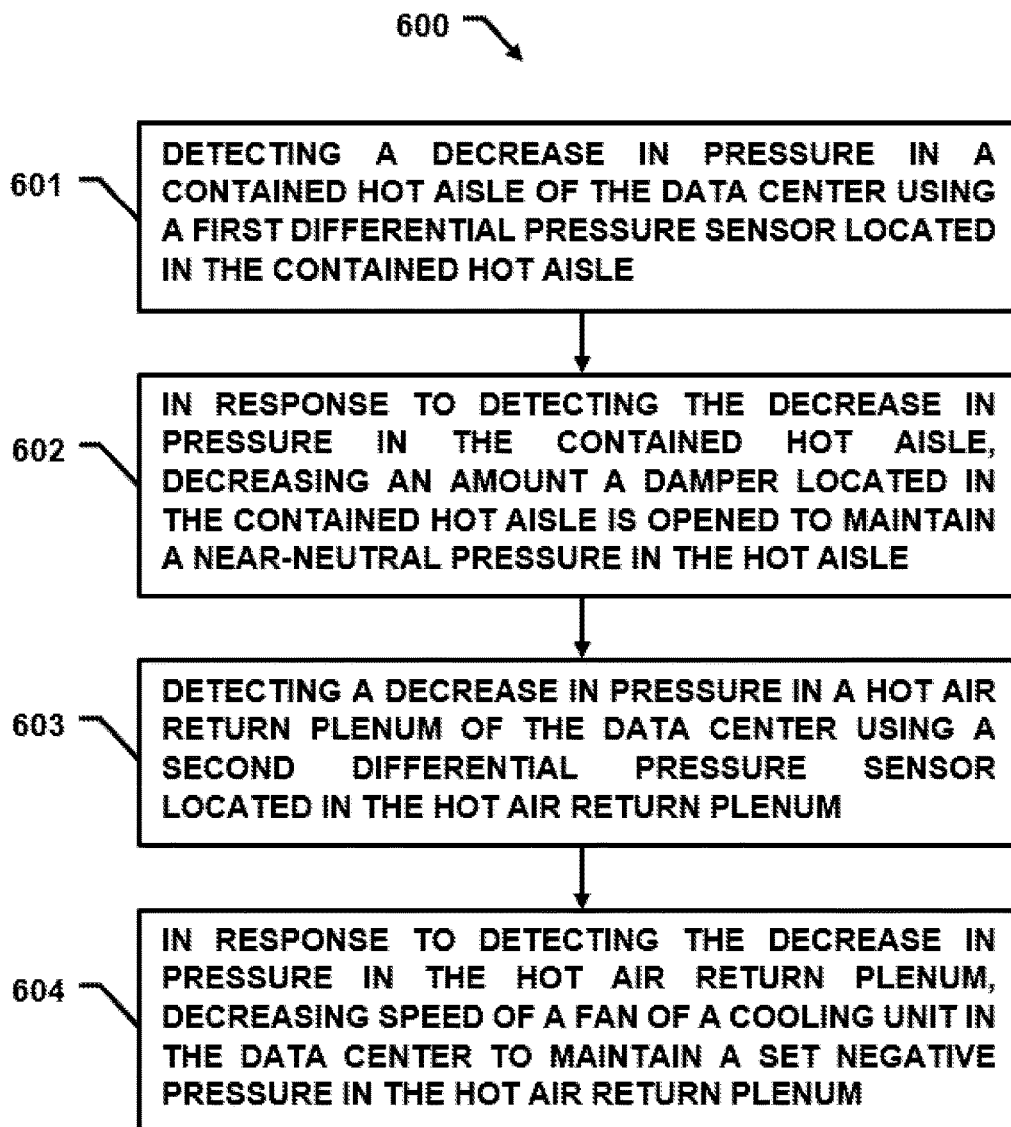 600
601
DETECTING A DECREASE IN PRESSURE IN A
CONTAINED HOT AISLE OF THE DATA CENTER USING
A FIRST DIFFERENTIAL PRESSURE SENSOR LOCATED
IN THE CONTAINED HOT AISLE
602
IN RESPONSE TO DETECTING THE DECREASE IN
PRESSURE IN THE CONTAINED HOT AISLE,
DECREASING AN AMOUNT A DAMPER LOCATED IN
THE CONTAINED HOT AISLE IS OPENED TO MAINTAIN
A NEAR-NEUTRAL PRESSURE IN THE HOT AISLE
603
DETECTING A DECREASE IN PRESSURE IN A HOT AIR
RETURN PLENUM OF THE DATA CENTER USING A
SECOND DIFFERENTIAL PRESSURE SENSOR
LOCATED IN THE HOT AIR RETURN PLENUM
604
IN RESPONSE TO DETECTING THE DECREASE IN
PRESSURE IN THE HOT AIR RETURN PLENUM,
DECREASING SPEED OF A FAN OF A COOLING UNIT IN
THE DATA CENTER TO MAINTAIN A SET NEGATIVE
PRESSURE IN THE HOT AIR RETURN PLENUM